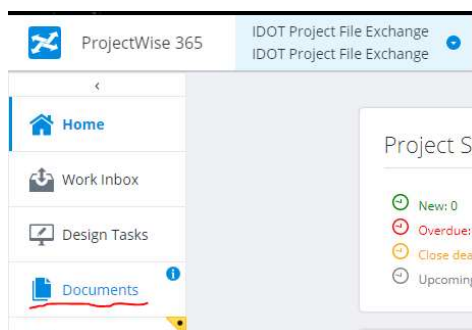 ProjectWise 365
IDOT Project File Exchange
IDOT Project File Exchange
Home
Work Inbox
Design Tasks
Documents
Project S
New: 0
Overdue:
Close dea
Upcoming